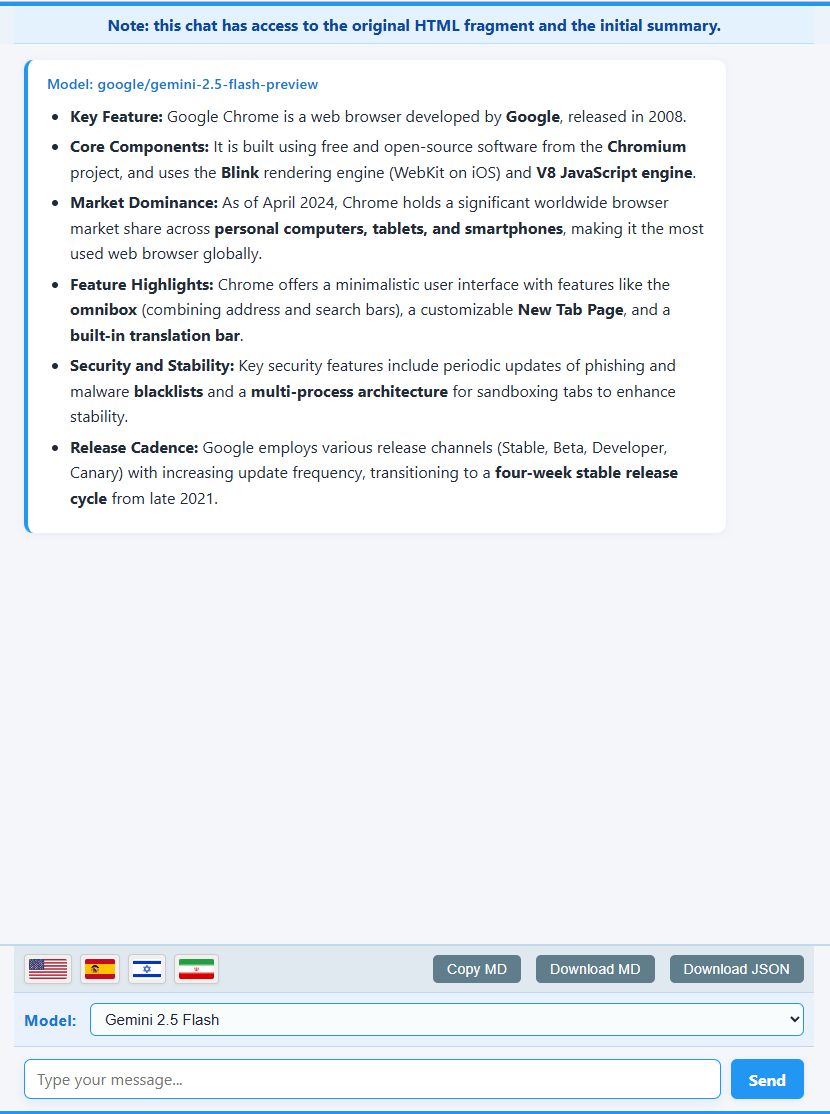 Note: this chat has access to the original HTML fragment and the initial summary.
Model: google/gemini-2.5-flash-preview
• Key Feature: Google Chrome is a web browser developed by Google, released in 2008.
• Core Components: It is built using free and open-source software from the Chromium
project, and uses the Blink rendering engine (WebKit on iOS) and V8 JavaScript engine.
• Market Dominance: As of April 2024, Chrome holds a significant worldwide browser
market share across personal computers, tablets, and smartphones, making it the most
used web browser globally.
• Feature Highlights: Chrome offers a minimalistic user interface with features like the
omnibox (combining address and search bars), a customizable New Tab Page, and a
built-in translation bar.
• Security and Stability: Key security features include periodic updates of phishing and
malware blacklists and a multi-process architecture for sandboxing tabs to enhance
stability.
• Release Cadence: Google employs various release channels (Stable, Beta, Developer,
Canary) with increasing update frequency, transitioning to a four-week stable release
cycle from late 2021.
Copy MD Download MD Download JSON
Model: Gemini 2.5 Flash
Type your message... Send